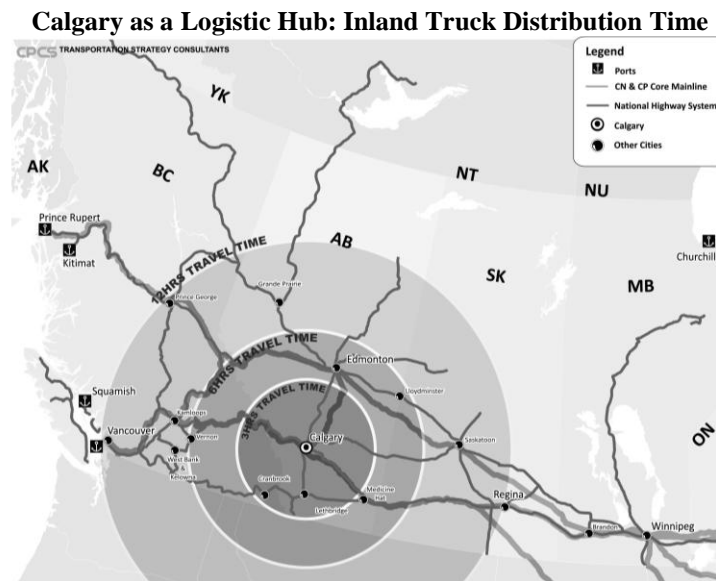 Calgary as a Logistic Hub: Inland Truck Distribution Time
CPCS TRANSPORTATION STRATEGY CONSULTANTS
Legend
Ports
CN & CP Core Mainline
National Highway System
Calgary
Other Cities
YK
AK
BC
NT
NU
Prince Rupert
Kitimat
AB
SK
Churchill
MB
12HRS TRAVEL TIME
Prince George
Grande Prairie
6HRS TRAVEL TIME
Edmonton
Lloydminster
3HRS TRAVEL TIME
Squamish
Kamloops
Vancouver
Vernon
Calgary
Saskatoon
ON
West Bank
&
Kelowna
Cranbrook
Lethbridge
Medicine
Hat
Regina
Brandon
Winnipeg